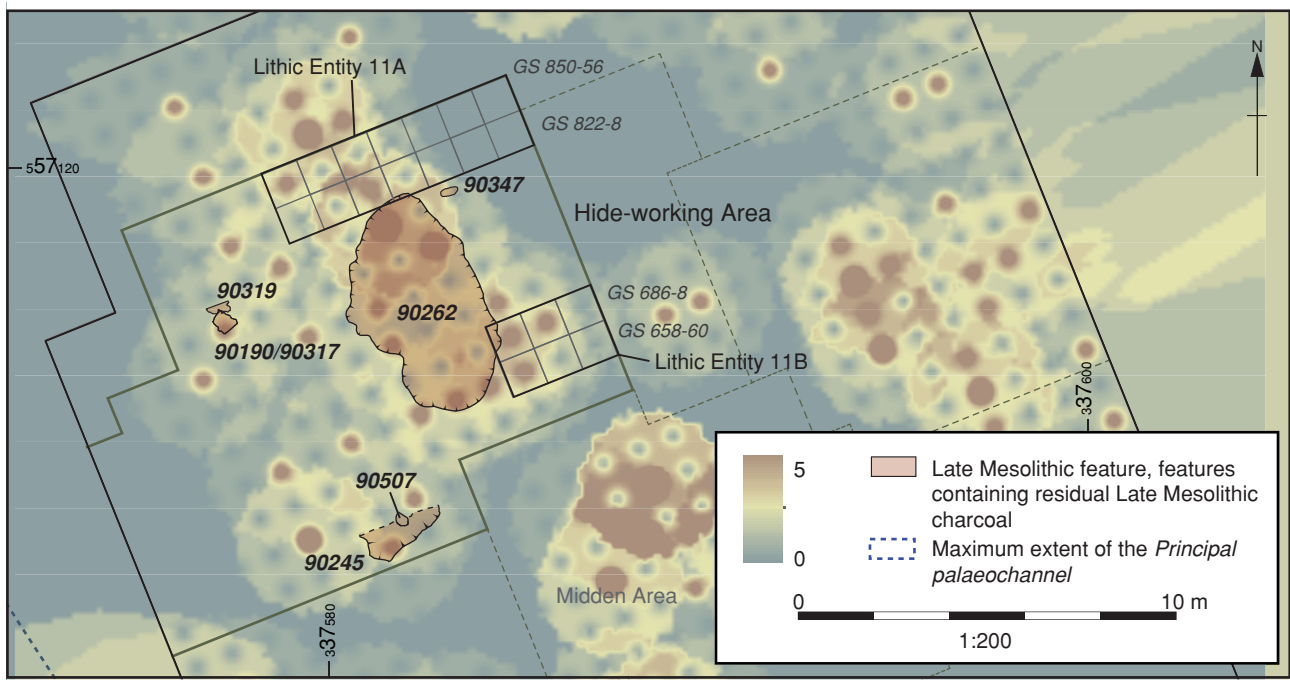 Lithic Entity 11A
GS 850-56
N
GS 822-8
557120
90347
Hide-working Area
90319
GS 686-8
90262
GS 658-60
90190/90317
Lithic Entity 11B
337600
90507
90245
Midden Area
337580
5
0
Late Mesolithic feature, features
containing residual Late Mesolithic
charcoal
Maximum extent of the Principal
palaeochannel
0 10 m
1:200